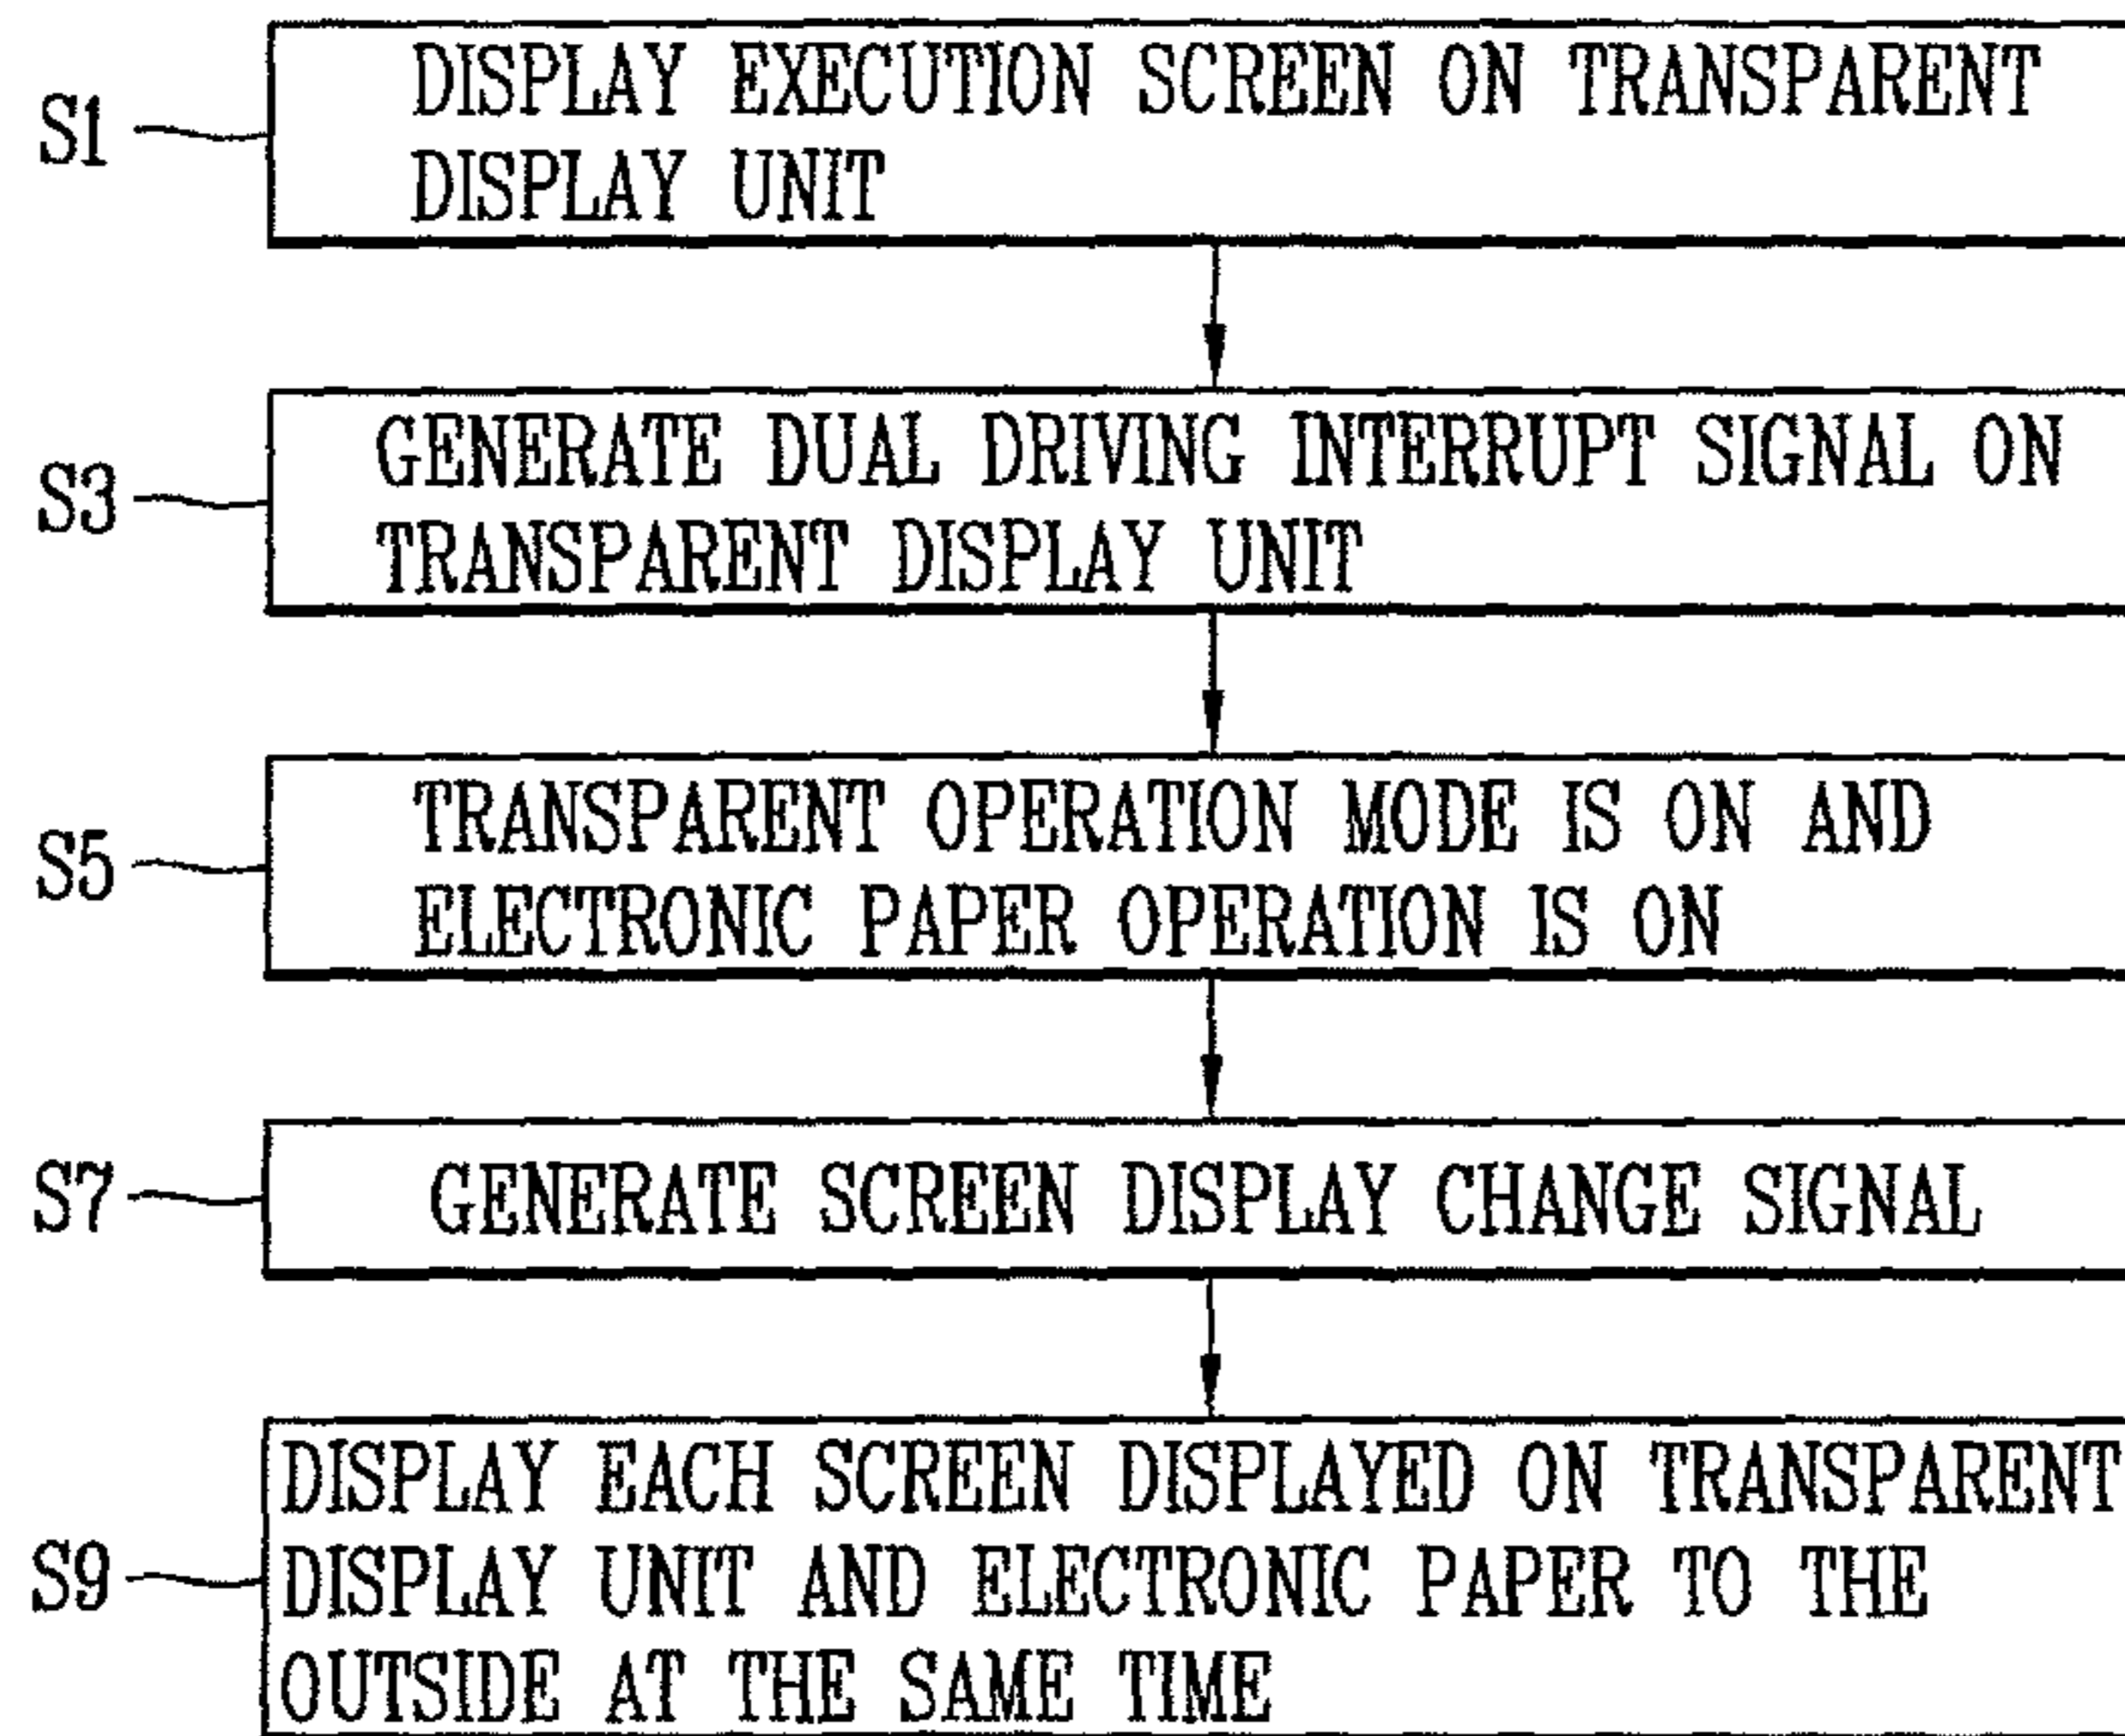 S1
DISPLAY EXECUTION SCREEN ON TRANSPARENT
DISPLAY UNIT
S3
GENERATE DUAL DRIVING INTERRUPT SIGNAL ON
TRANSPARENT DISPLAY UNIT
S5
TRANSPARENT OPERATION MODE IS ON AND
ELECTRONIC PAPER OPERATION IS ON
S7
GENERATE SCREEN DISPLAY CHANGE SIGNAL
S9
DISPLAY EACH SCREEN DISPLAYED ON TRANSPARENT
DISPLAY UNIT AND ELECTRONIC PAPER TO THE
OUTSIDE AT THE SAME TIME